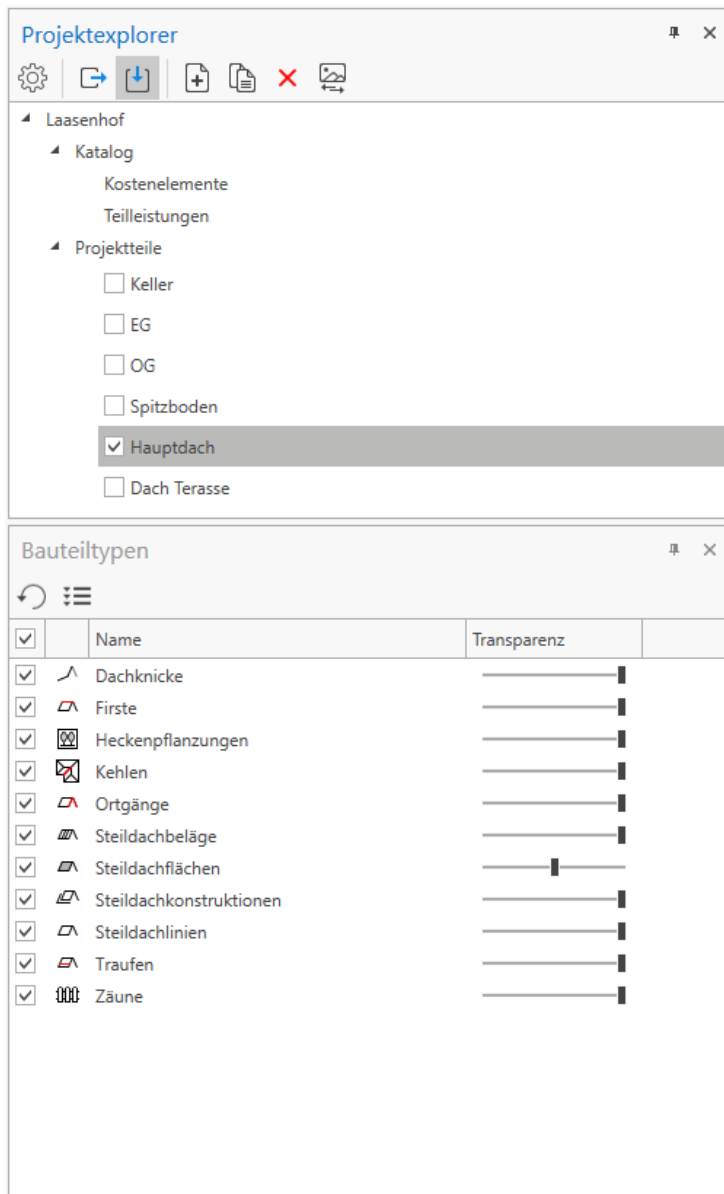 Projektexplorer
Laasenhof
Katalog
Kostenelemente
Teilleistungen
Projektteile
Keller
EG
OG
Spitzboden
Hauptdach
Dach Terasse
Bauteiltypen
Name Transparenz
Dachknicke
Firste
Heckenpflanzungen
Kehlen
Ortgänge
Steildachbeläge
Steildachflächen
Steildachkonstruktionen
Steildachlinien
Traufen
Zäune